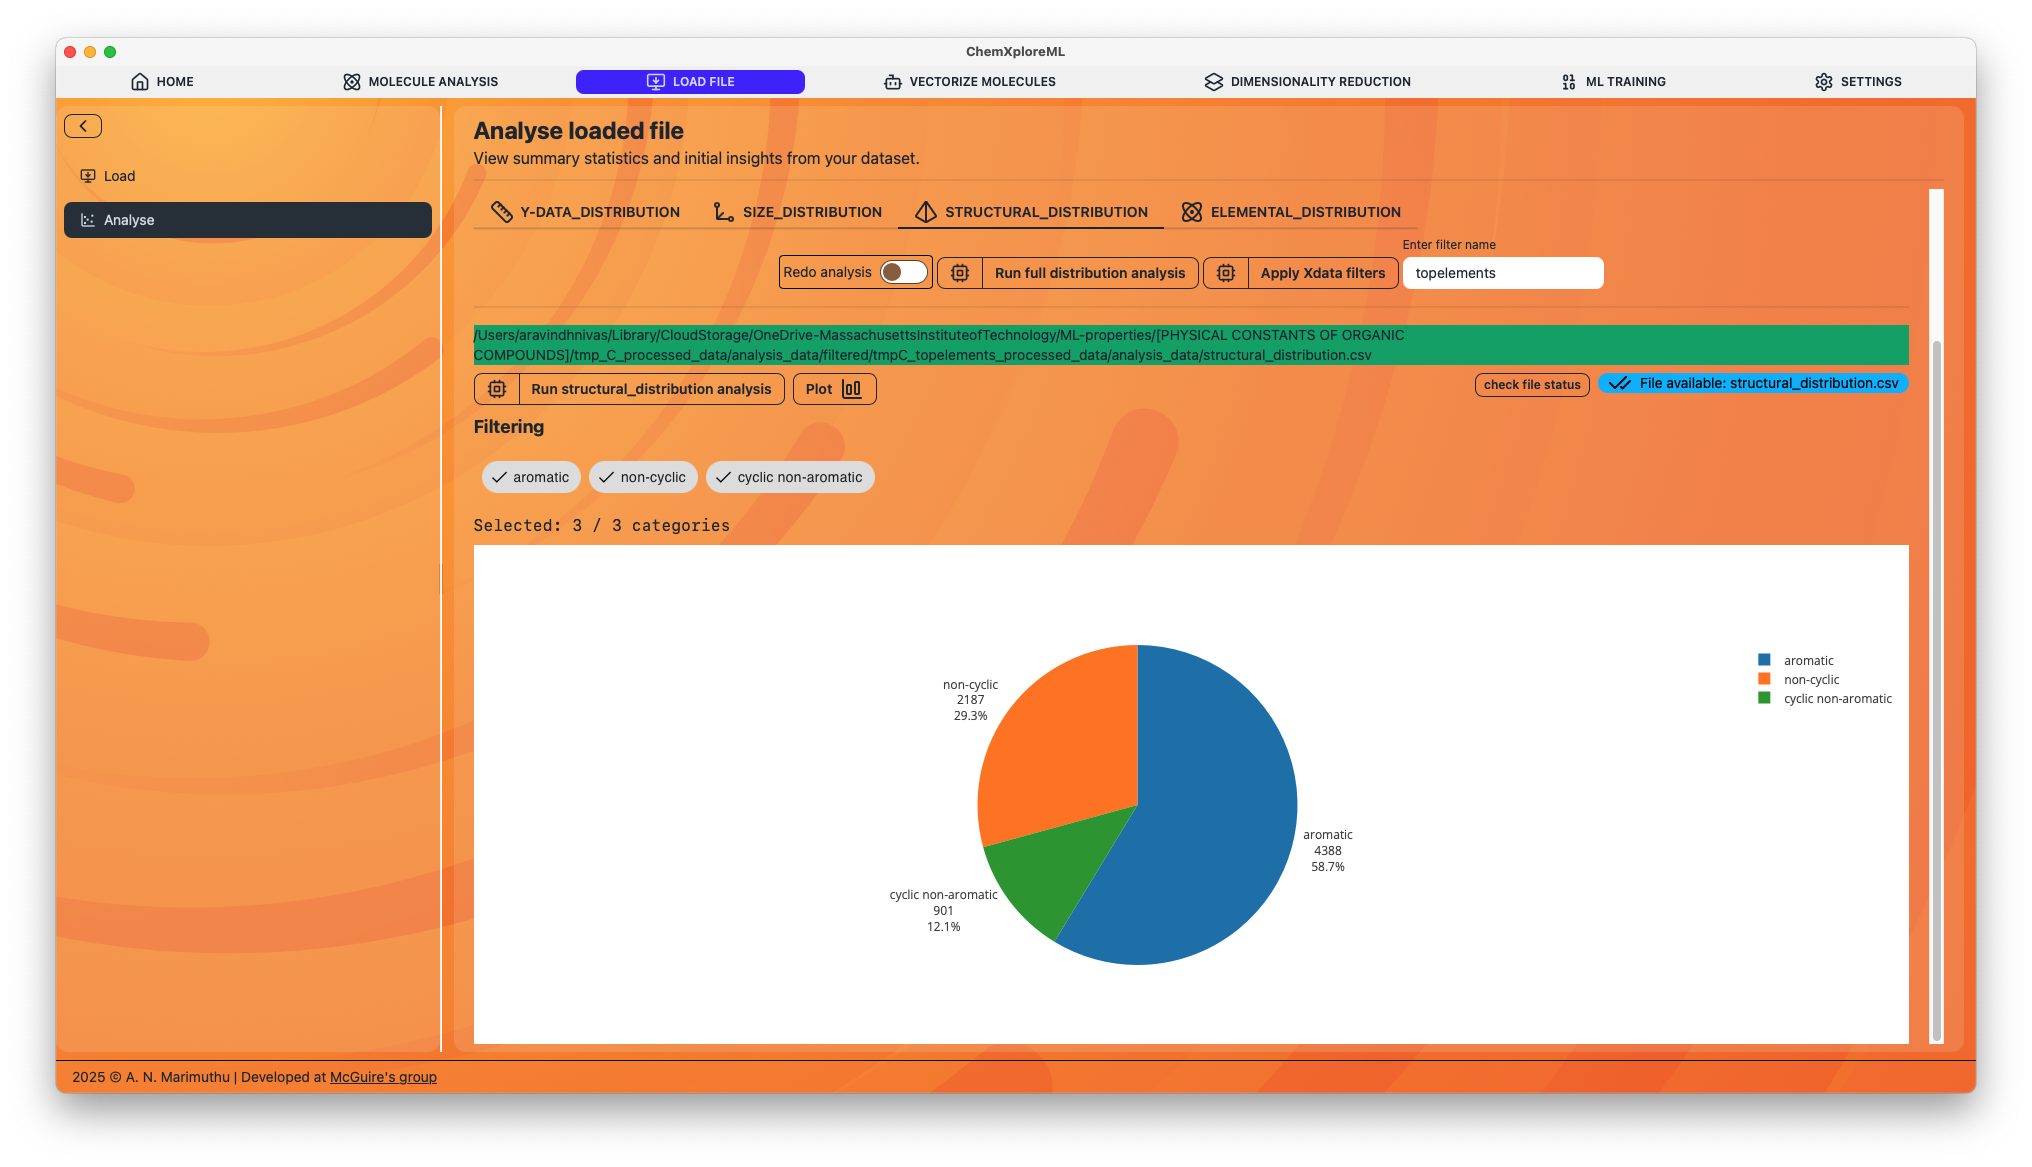 ChemXploreML
HOME
MOLECULE ANALYSIS
LOAD FILE
VECTORIZE MOLECULES
DIMENSIONALITY REDUCTION
ML TRAINING
SETTINGS
Load
Analyse
Analyse loaded file
View summary statistics and initial insights from your dataset.
Y-DATA_DISTRIBUTION
SIZE_DISTRIBUTION
STRUCTURAL_DISTRIBUTION
ELEMENTAL_DISTRIBUTION
Enter filter name
Redo analysis
Run full distribution analysis
Apply Xdata filters
topelements
/Users/aravindhnivas/Library/CloudStorage/OneDrive-MassachusettsInstituteofTechnology/ML-properties/[PHYSICAL CONSTANTS OF ORGANIC
COMPOUNDS]/tmp_C_processed_data/analysis_data/filtered/tmpC_topelements_processed_data/analysis_data/structural_distribution.csv
Run structural_distribution analysis
Plot
check file status
File available: structural_distribution.csv
Filtering
aromatic
non-cyclic
cyclic non-aromatic
Selected: 3 / 3 categories
non-cyclic
2187
29.3%
aromatic
4388
58.7%
cyclic non-aromatic
901
12.1%
aromatic
non-cyclic
cyclic non-aromatic
2025 © A. N. Marimuthu | Developed at McGuire's group